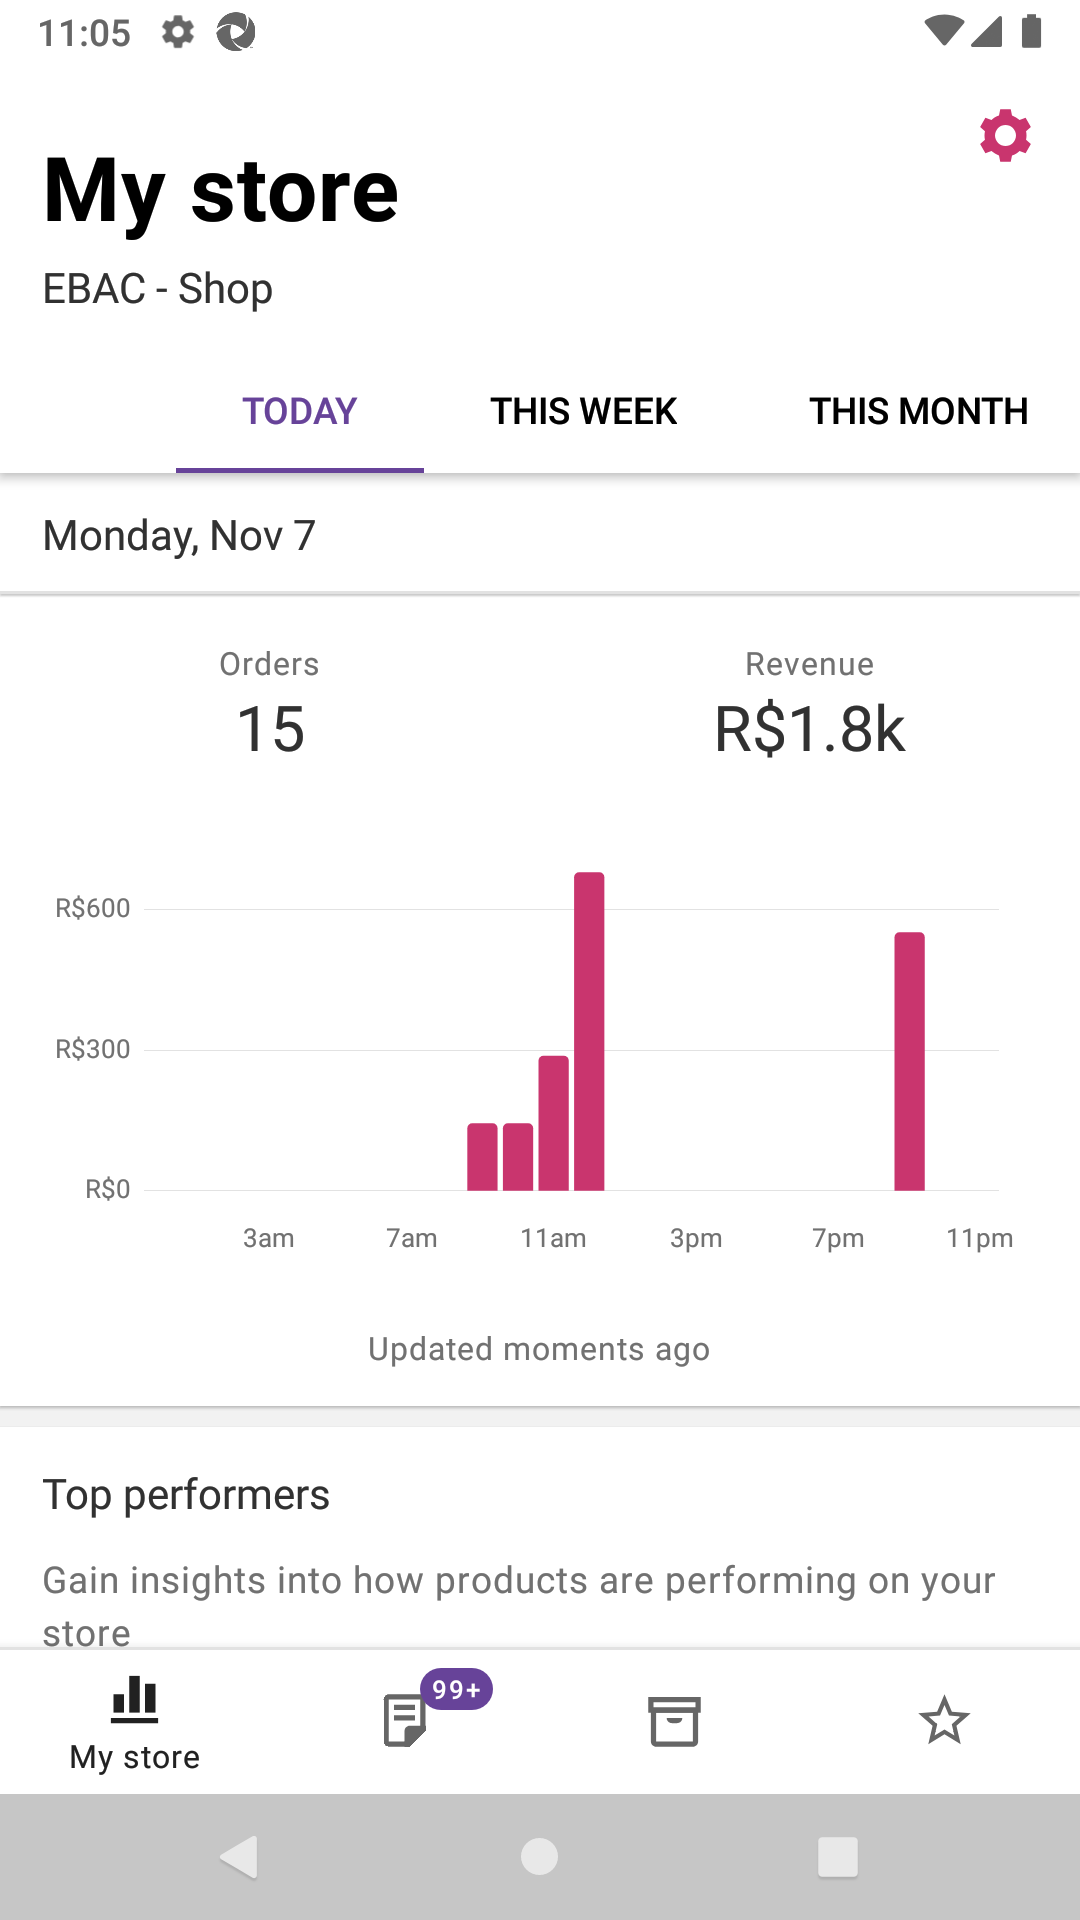 11:05
My store
EBAC - Shop
TODAY THIS WEEK THIS MONTH
Monday, Nov 7
Orders Revenue
15 R$1.8k
R$600
R$300
R$0
3am 7am 11am 3pm 7pm 11pm
Updated moments ago
Top performers
Gain insights into how products are performing on your
store
99+
My store